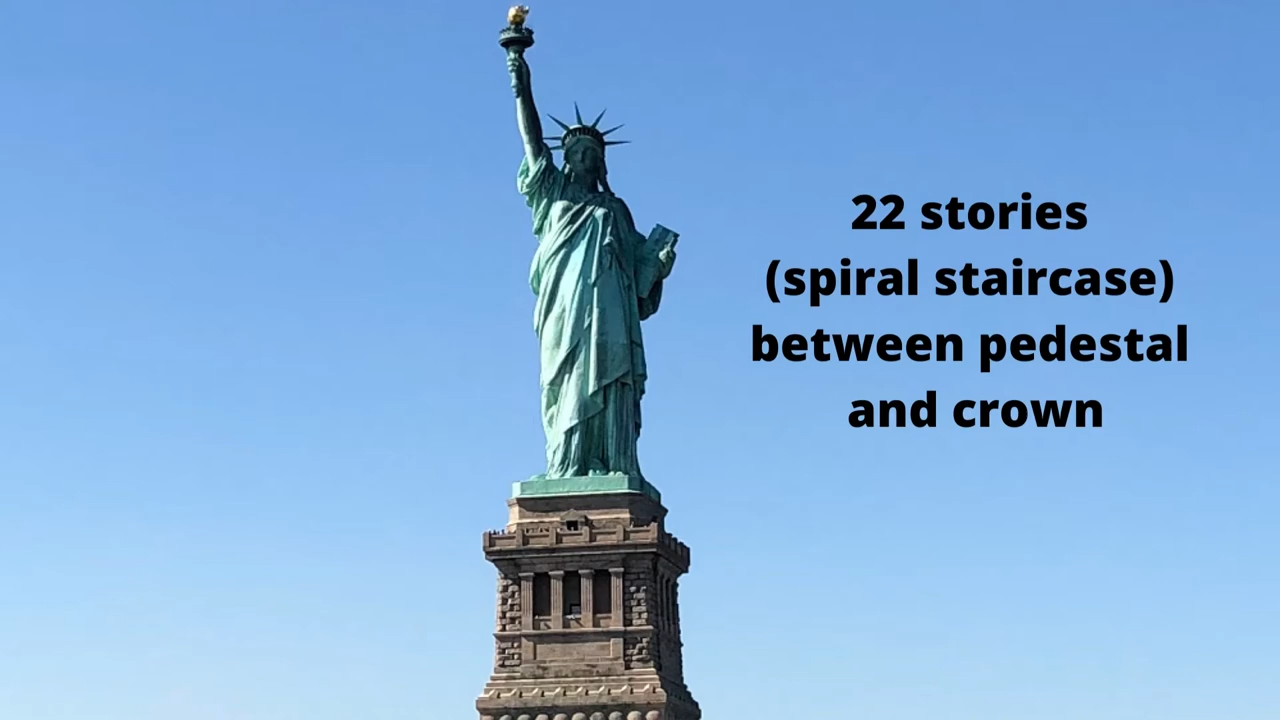 22 stories
(spiral staircase)
between pedestal
and crown